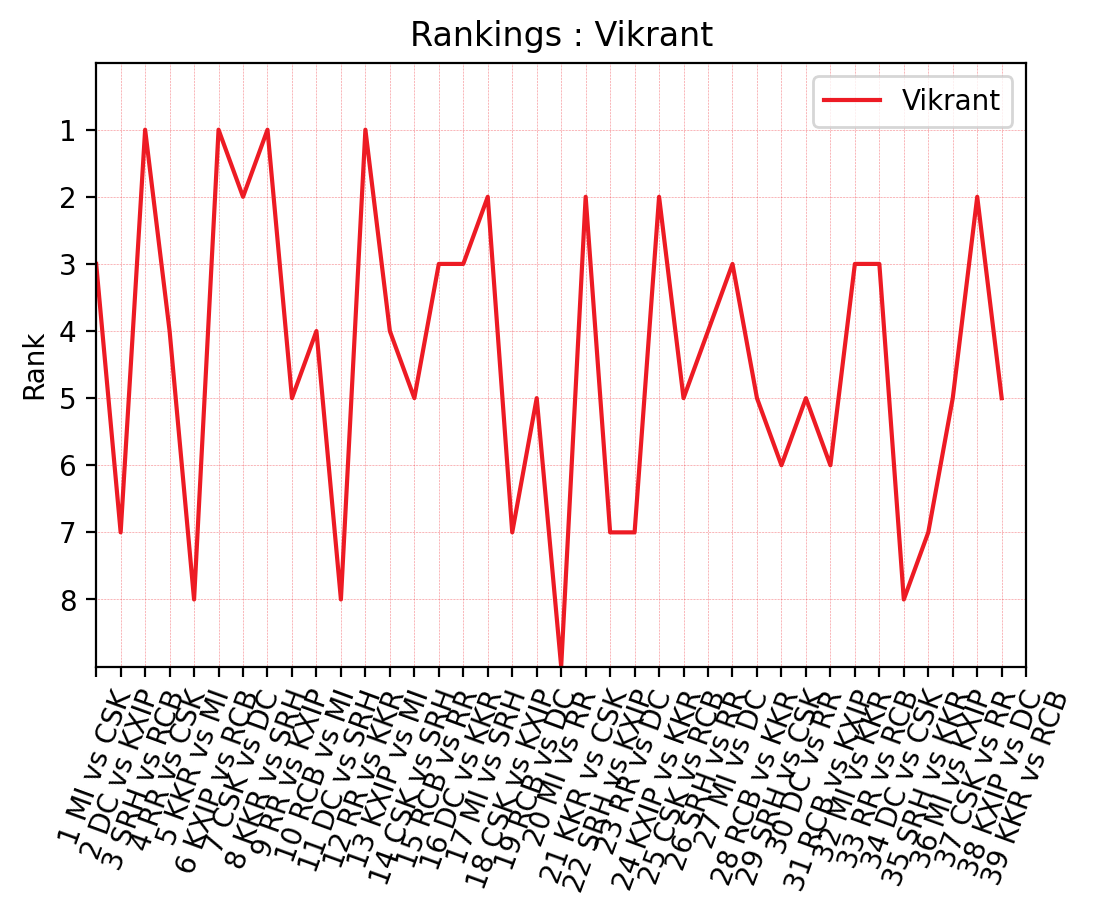 Rankings : Vikrant
Vikrant
Rank
1
2
3
4
5
6
7
8
1 MI vs CSK
2 DC vs KXIP
3 SRH vs RCB
4 RR vs CSK
5 KKR vs MI
6 KXIP vs RCB
7 CSK vs DC
8 KKR vs SRH
9 RR vs KXIP
10 RCB vs MI
11 DC vs SRH
12 RR vs KKR
13 KXIP vs MI
14 CSK vs SRH
15 RCB vs RR
16 DC vs KKR
17 MI vs SRH
18 CSK vs KXIP
19 RCB vs DC
20 MI vs RR
21 KKR vs CSK
22 SRH vs KXIP
23 RR vs DC
24 KXIP vs KKR
25 CSK vs RCB
26 SRH vs RR
27 MI vs DC
28 RCB vs KKR
29 SRH vs CSK
30 DC vs RR
31 RCB vs KXIP
32 MI vs KKR
33 RR vs RCB
34 DC vs CSK
35 SRH vs KKR
36 MI vs KXIP
37 CSK vs RR
38 KXIP vs DC
39 KKR vs RCB